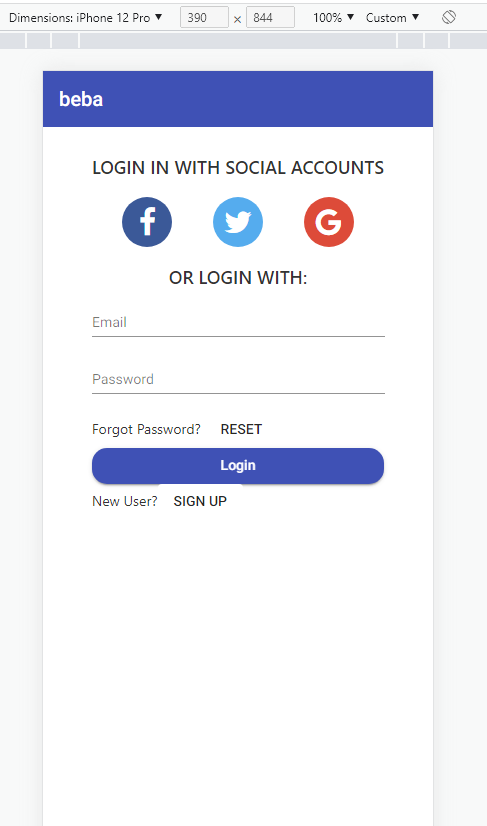 Dimensions: iPhone 12 Pro ▼ 390 × 844 100% ▼ Custom ▼
beba
LOGIN IN WITH SOCIAL ACCOUNTS
f G
OR LOGIN WITH:
Email
Password
Forgot Password? RESET
Login
New User? SIGN UP